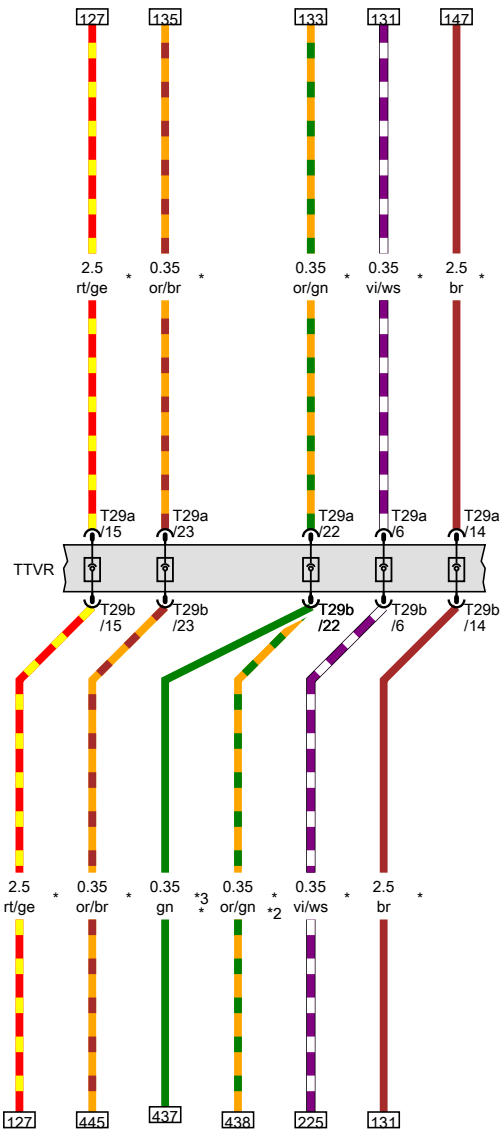 127 135 133 131 147
2.5 0.35 0.35 0.35 2.5
rt/ge * or/br * or/gn * vi/ws * br *
T29a T29a T29a T29a T29a
/15 /23 /22 /6 /14
TTVR
T29b T29b T29b T29b T29b
/15 /23 /22 /6 /14
2.5 0.35 0.35 0.35 0.35 2.5
rt/ge * or/br * gn *3 * or/gn * *2 vi/ws * br *
127 445 437 438 225 131